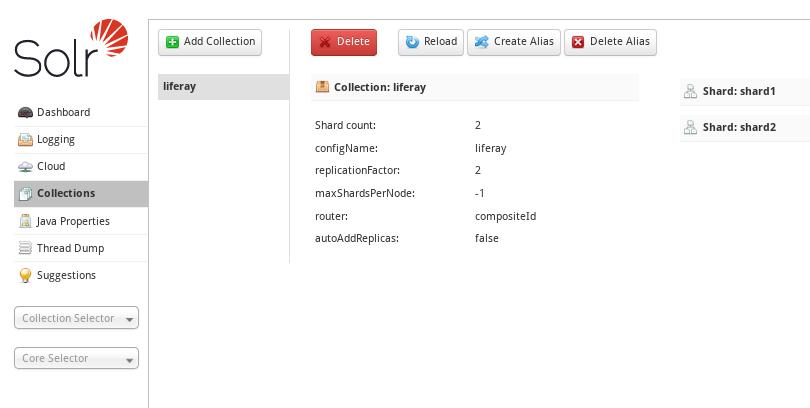 Solr
Dashboard
Logging
Cloud
Collections
Java Properties
Thread Dump
Suggestions
Collection Selector
Core Selector
Add Collection
liferay
Delete
Reload
Create Alias
Delete Alias
Collection: liferay
Shard count: 2
configName: liferay
replicationFactor: 2
maxShardsPerNode: -1
router: compositeId
autoAddReplicas: false
Shard: shard1
Shard: shard2